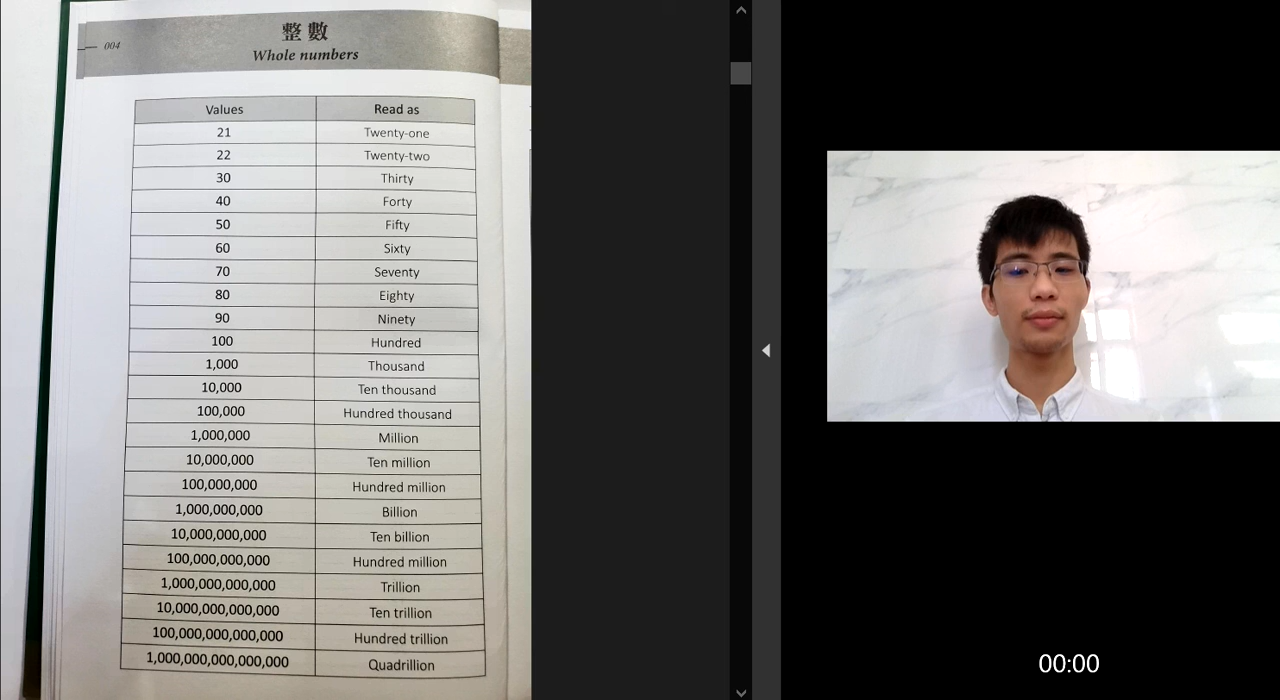 004
整數
Whole numbers
Values Read as
21 Twenty-one
22 Twenty-two
30 Thirty
40 Forty
50 Fifty
60 Sixty
70 Seventy
80 Eighty
90 Ninety
100 Hundred
1,000 Thousand
10,000 Ten thousand
100,000 Hundred thousand
1,000,000 Million
10,000,000 Ten million
100,000,000 Hundred million
1,000,000,000 Billion
10,000,000,000 Ten billion
100,000,000,000 Hundred million
1,000,000,000,000 Trillion
10,000,000,000,000 Ten trillion
100,000,000,000,000 Hundred trillion
1,000,000,000,000,000 Quadrillion
00:00